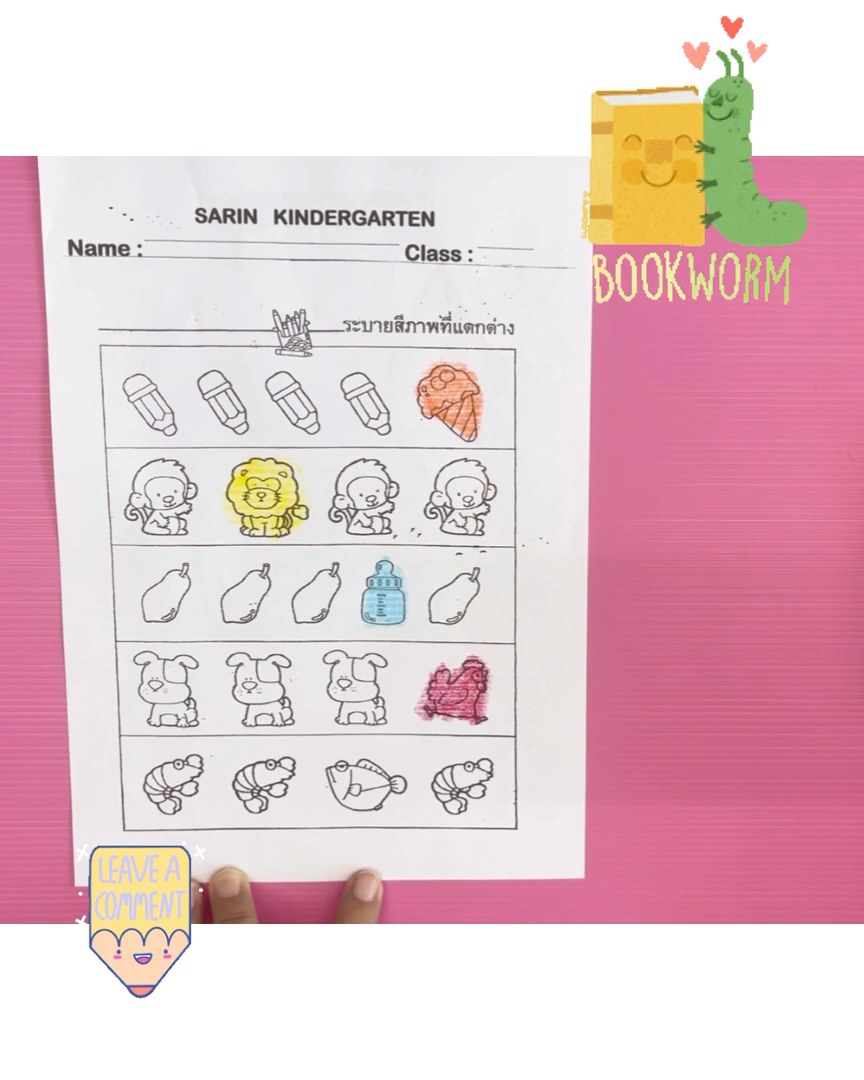 SARIN KINDERGARTEN
Name :
Class :
ระบายสีภาพที่แตกต่าง
BOOKWORM
LEAVE A
COMMENT